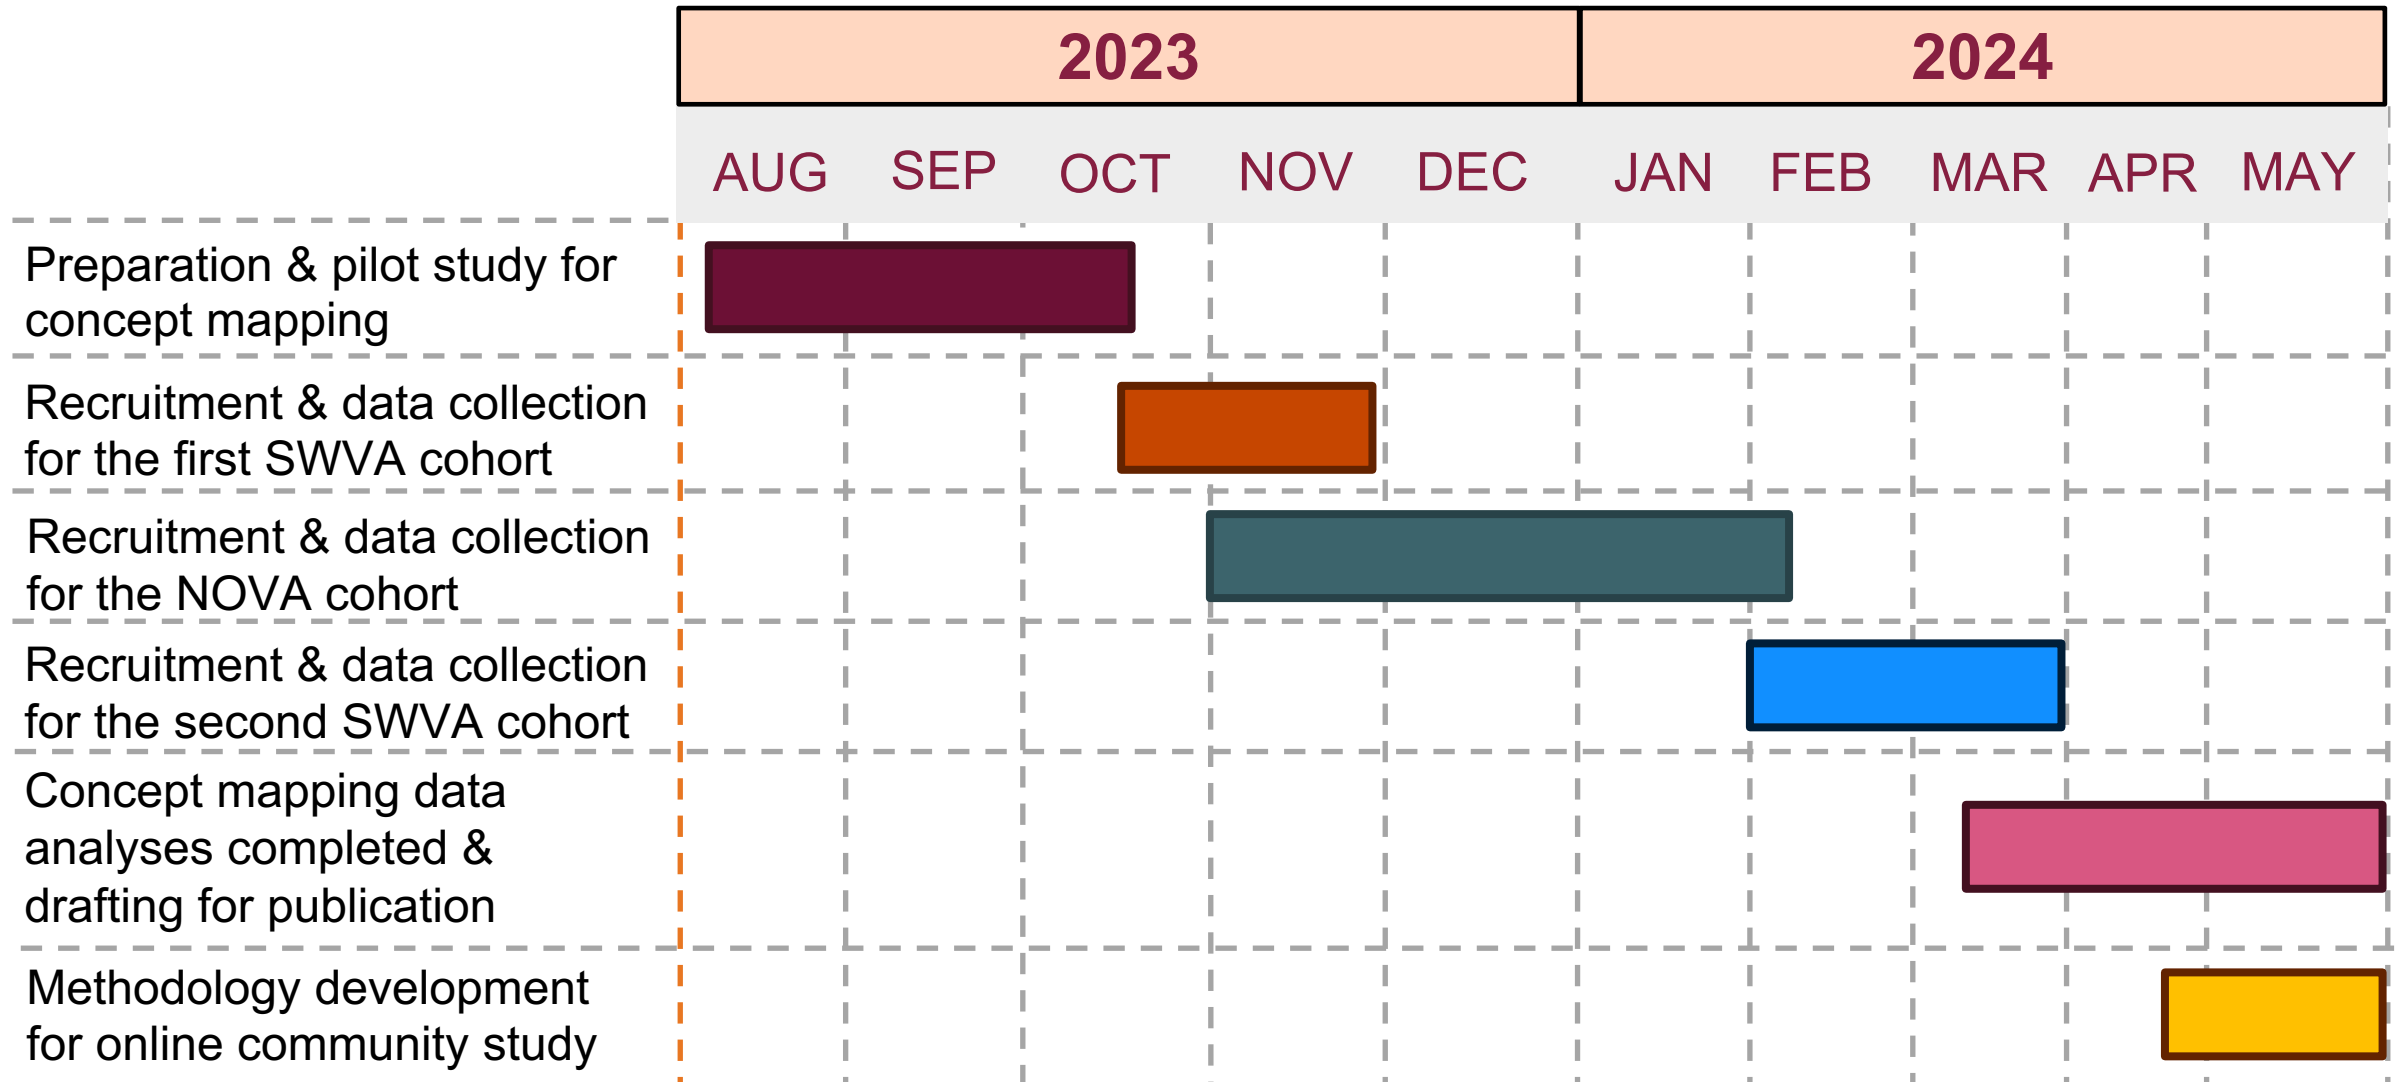 2023 2024
AUG SEP OCT NOV DEC JAN FEB MAR APR MAY
Preparation & pilot study for
concept mapping
Recruitment & data collection
for the first SWVA cohort
Recruitment & data collection
for the NOVA cohort
Recruitment & data collection
for the second SWVA cohort
Concept mapping data
analyses completed &
drafting for publication
Methodology development
for online community study